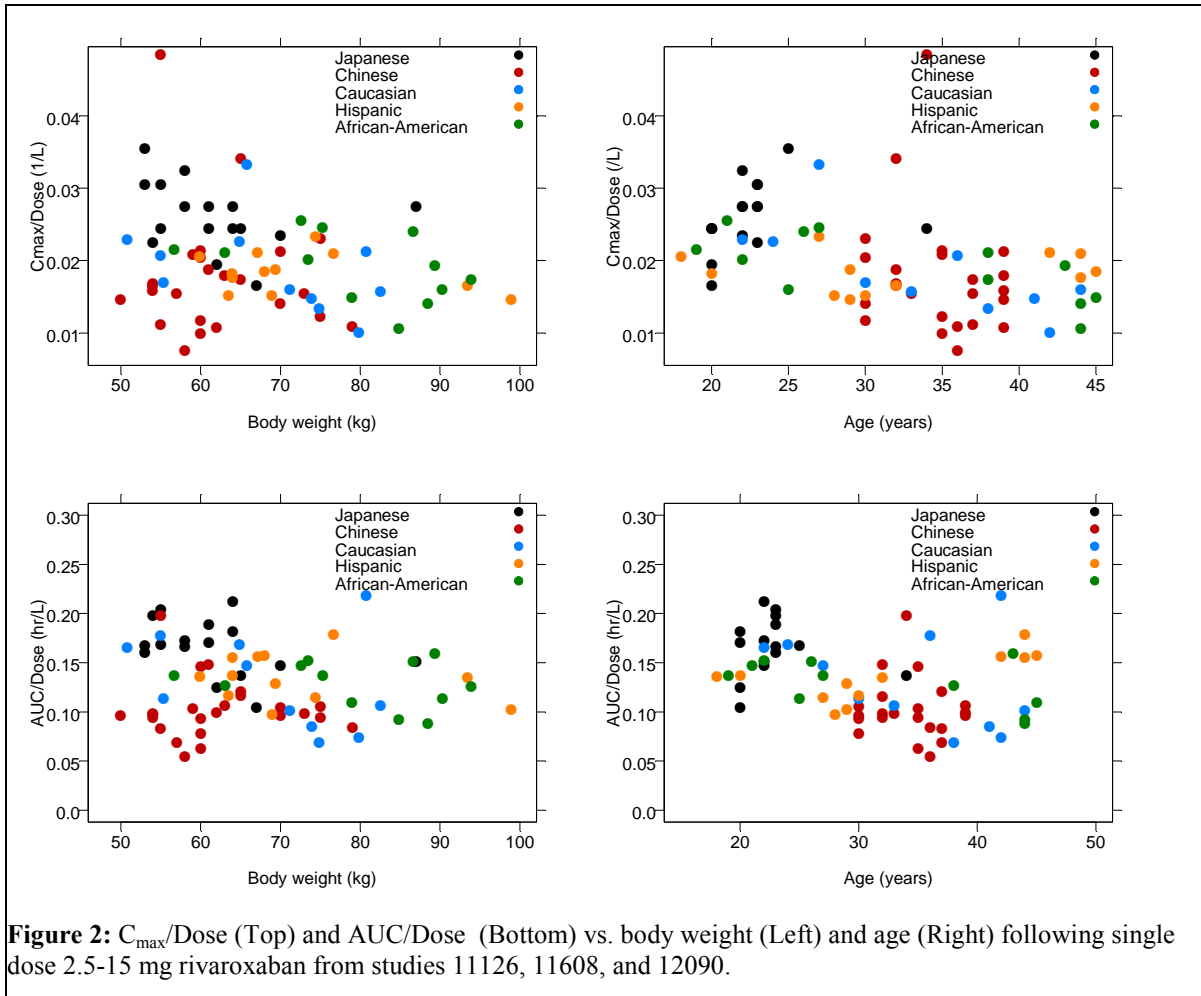 Japanese
Chinese
Caucasian
Hispanic
African-American
Cmax/Dose (1/L)
0.04
0.03
0.02
0.01
50 60 70 80 90 100
Body weight (kg)
Japanese
Chinese
Caucasian
Hispanic
African-American
Cmax/Dose (/L)
0.04
0.03
0.02
0.01
20 25 30 35 40 45
Age (years)
Japanese
Chinese
Caucasian
Hispanic
African-American
AUC/Dose (hr/L)
0.30
0.25
0.20
0.15
0.10
0.05
0.0
50 60 70 80 90 100
Body weight (kg)
Japanese
Chinese
Caucasian
Hispanic
African-American
AUC/Dose (hr/L)
0.30
0.25
0.20
0.15
0.10
0.05
0.0
20 30 40 50
Age (years)
Figure 2: Cmax/Dose (Top) and AUC/Dose (Bottom) vs. body weight (Left) and age (Right) following single
dose 2.5-15 mg rivaroxaban from studies 11126, 11608, and 12090.